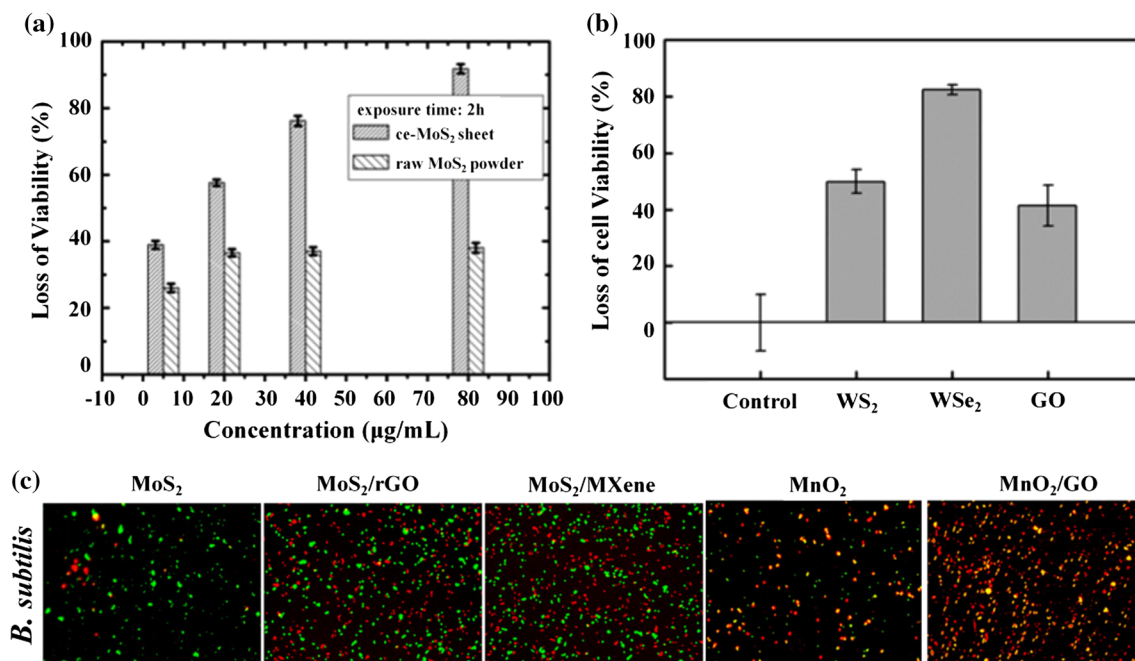 (a)
100
80
60
40
20
0
Loss of Viability (%)
exposure time: 2h
ce-MoS₂ sheet
raw MoS₂ powder
-10 0 10 20 30 40 50 60 70 80 90 100
Concentration (μg/mL)
(b)
100
80
60
40
20
0
Loss of cell Viability (%)
Control WS₂ WSe₂ GO
(c)
MoS₂ MoS₂/rGO MoS₂/MXene MnO₂ MnO₂/GO
B. subtilis